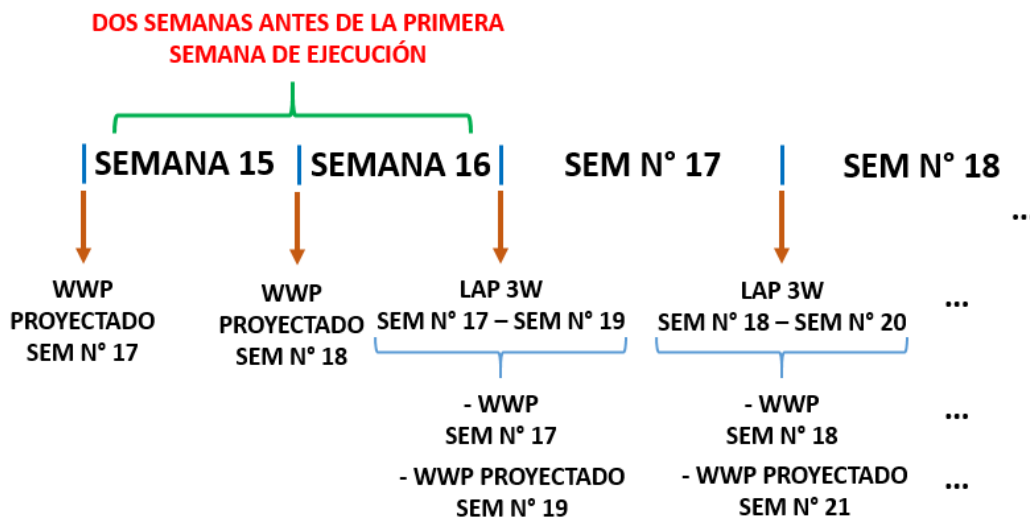 DOS SEMANAS ANTES DE LA PRIMERA
SEMANA DE EJECUCIÓN
SEMANA 15
SEMANA 16
SEM N° 17
SEM N° 18
...
WWP
PROYECTADO
SEM N° 17
WWP
PROYECTADO
SEM N° 18
LAP 3W
SEM N° 17 – SEM N° 19
LAP 3W
SEM N° 18 – SEM N° 20
...
- WWP
SEM N° 17
- WWP
SEM N° 18
...
- WWP PROYECTADO
SEM N° 19
- WWP PROYECTADO
SEM N° 21
...